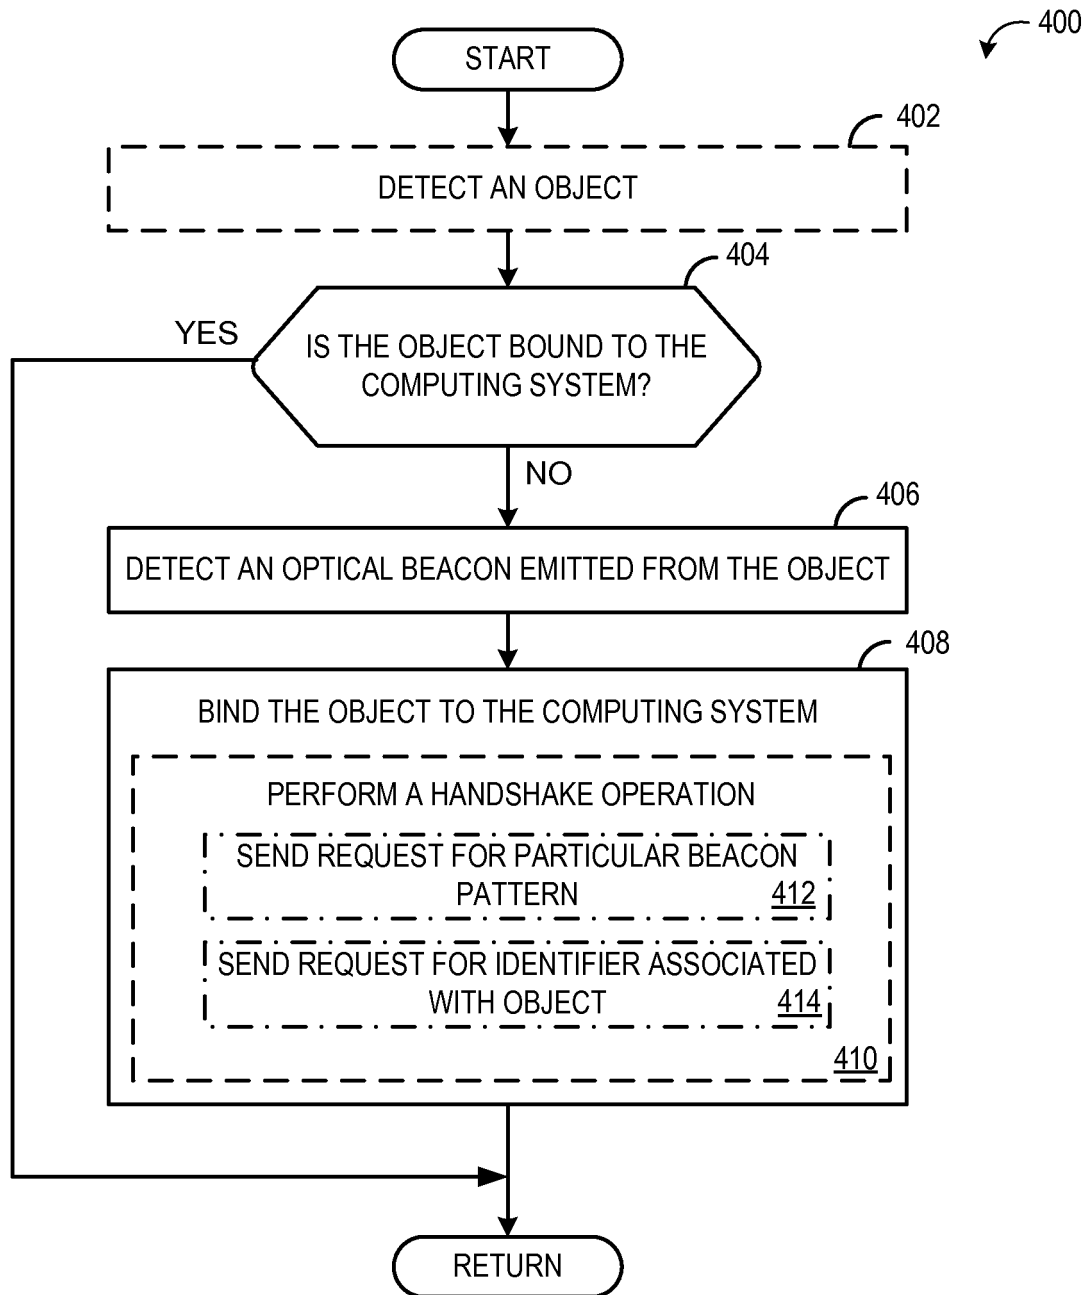 400
START
402
DETECT AN OBJECT
404
YES
IS THE OBJECT BOUND TO THE
COMPUTING SYSTEM?
NO
406
DETECT AN OPTICAL BEACON EMITTED FROM THE OBJECT
408
BIND THE OBJECT TO THE COMPUTING SYSTEM
PERFORM A HANDSHAKE OPERATION
SEND REQUEST FOR PARTICULAR BEACON
PATTERN 412
SEND REQUEST FOR IDENTIFIER ASSOCIATED
WITH OBJECT 414
410
RETURN